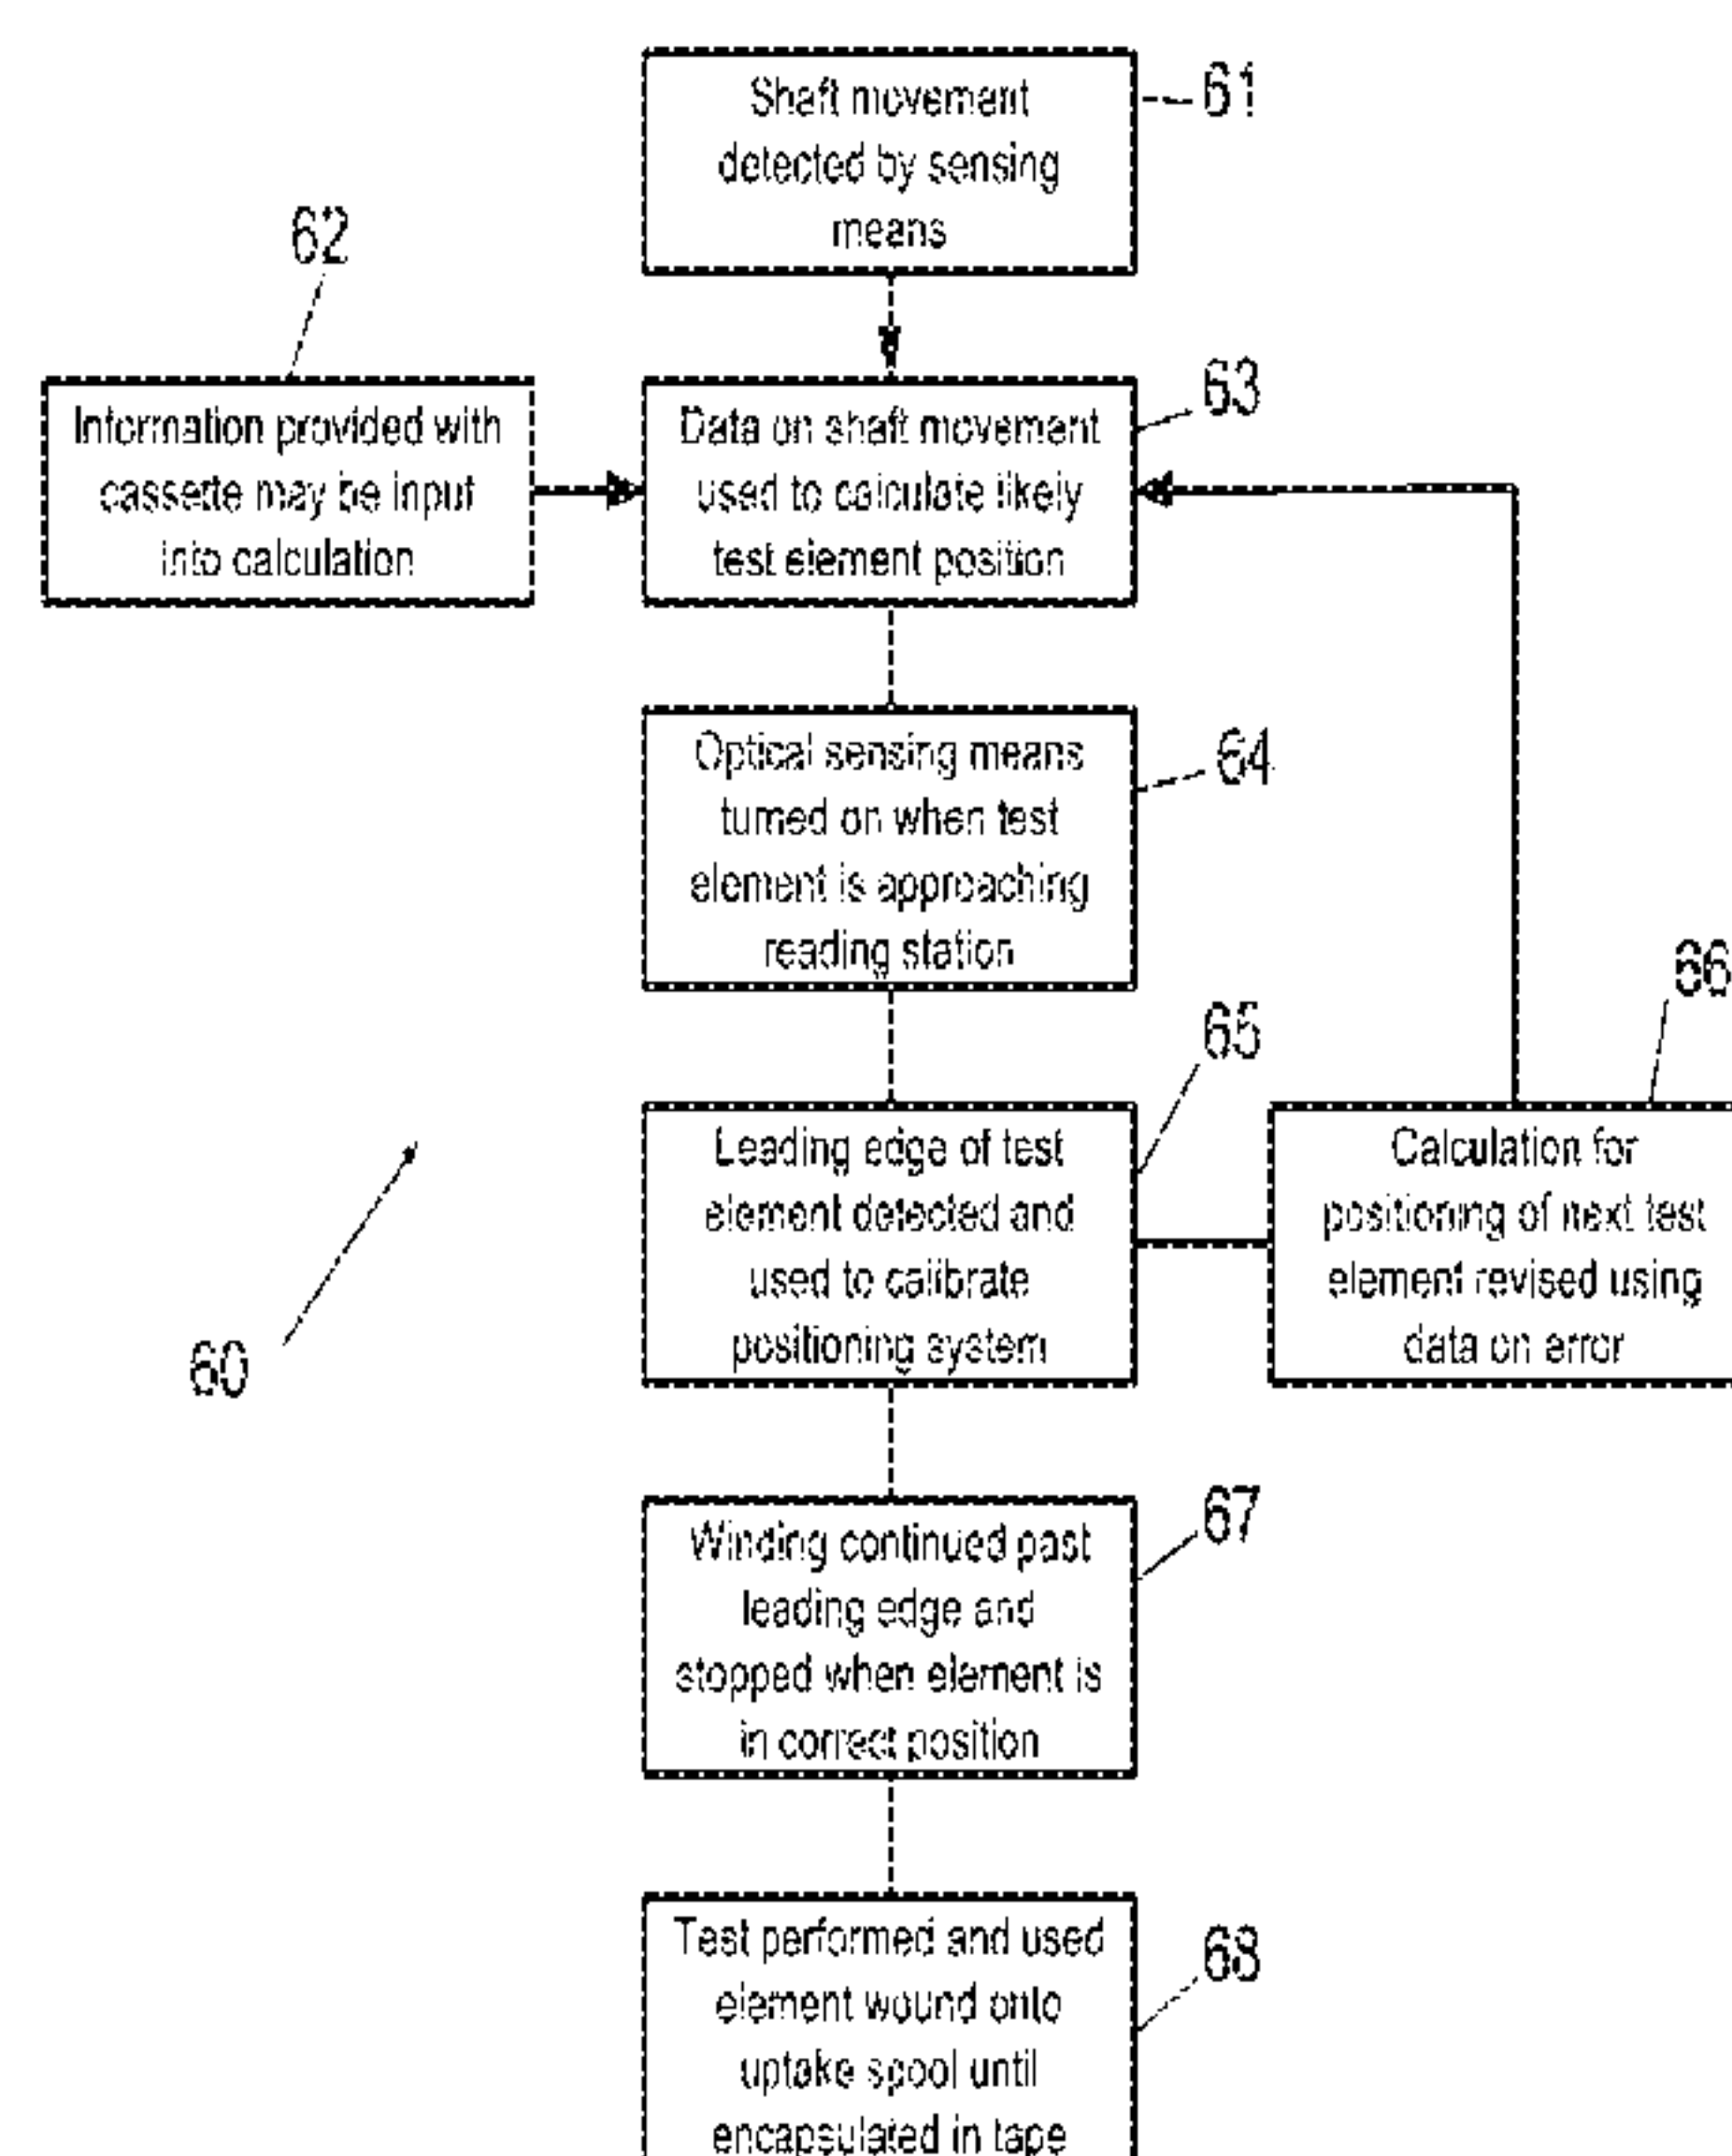 Shaft movement
detected by sensing
means
61
62
Information provided with
cassette may be input
into calculation
Data on shaft movement
used to calculate likely
test element position
63
Optical sensing means
turned on when test
element is approaching
reading station
64
Leading edge of test
element detected and
used to calibrate
positioning system
65
Calculation for
positioning of next test
element revised using
data on error
66
60
Winding continued past
leading edge and
stopped when element is
in correct position
67
Test performed and used
element wound onto
uptake spool until
encapsulated in tape
68